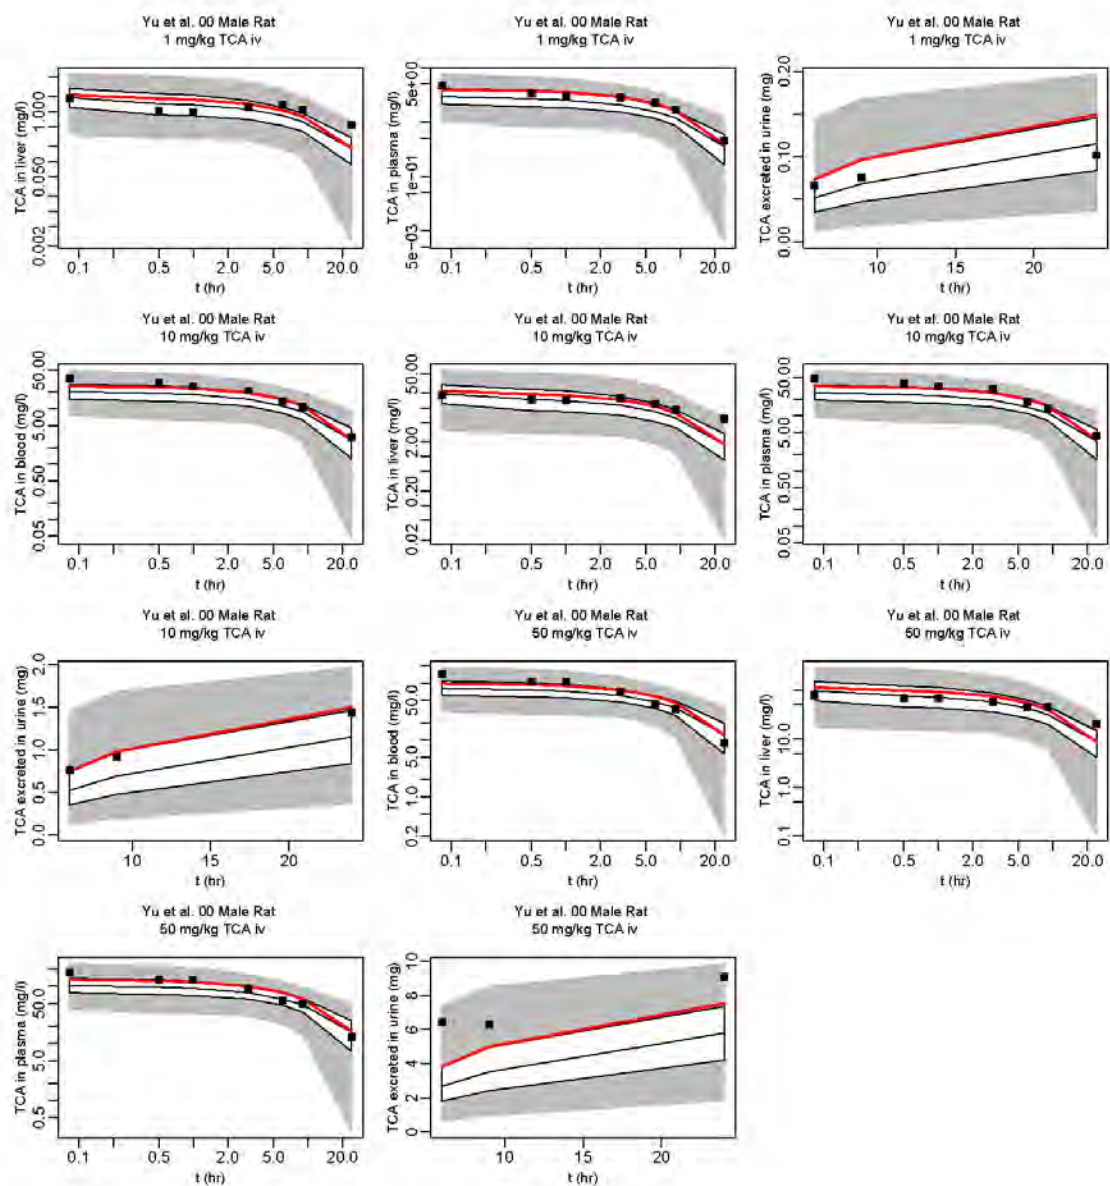 Yu et al. 00 Male Rat
1 mg/kg TCA iv
TCA in liver (mg/l)
1.000
1.000
0.050
0.002
0.1 0.5 2.0 5.0 20.0
t (hr)
Yu et al. 00 Male Rat
1 mg/kg TCA iv
TCA in plasma (mg/l)
5e+00
1e-01
5e-03
0.1 0.5 2.0 5.0 20.0
t (hr)
Yu et al. 00 Male Rat
1 mg/kg TCA iv
TCA excreted in urine (mg)
0.20
0.10
0.00
10 15 20
t (hr)
Yu et al. 00 Male Rat
10 mg/kg TCA iv
TCA in blood (mg/l)
50.00
5.00
0.50
0.05
0.1 0.5 2.0 5.0 20.0
t (hr)
Yu et al. 00 Male Rat
10 mg/kg TCA iv
TCA in liver (mg/l)
50.00
2.00
0.20
0.02
0.1 0.5 2.0 5.0 20.0
t (hr)
Yu et al. 00 Male Rat
10 mg/kg TCA iv
TCA in plasma (mg/l)
50.00
5.00
0.50
0.05
0.1 0.5 2.0 5.0 20.0
t (hr)
Yu et al. 00 Male Rat
10 mg/kg TCA iv
TCA excreted in urine (mg)
2.0
1.5
1.0
0.5
0.0
10 15 20
t (hr)
Yu et al. 00 Male Rat
50 mg/kg TCA iv
TCA in blood (mg/l)
50.0
5.0
1.0
0.2
0.1 0.5 2.0 5.0 20.0
t (hr)
Yu et al. 00 Male Rat
50 mg/kg TCA iv
TCA in liver (mg/l)
10.0
1.0
0.1
0.1 0.5 2.0 5.0 20.0
t (hr)
Yu et al. 00 Male Rat
50 mg/kg TCA iv
TCA in plasma (mg/l)
50.0
5.0
0.5
0.1 0.5 2.0 5.0 20.0
t (hr)
Yu et al. 00 Male Rat
50 mg/kg TCA iv
TCA excreted in urine (mg)
10
8
6
4
2
0
10 15 20
t (hr)